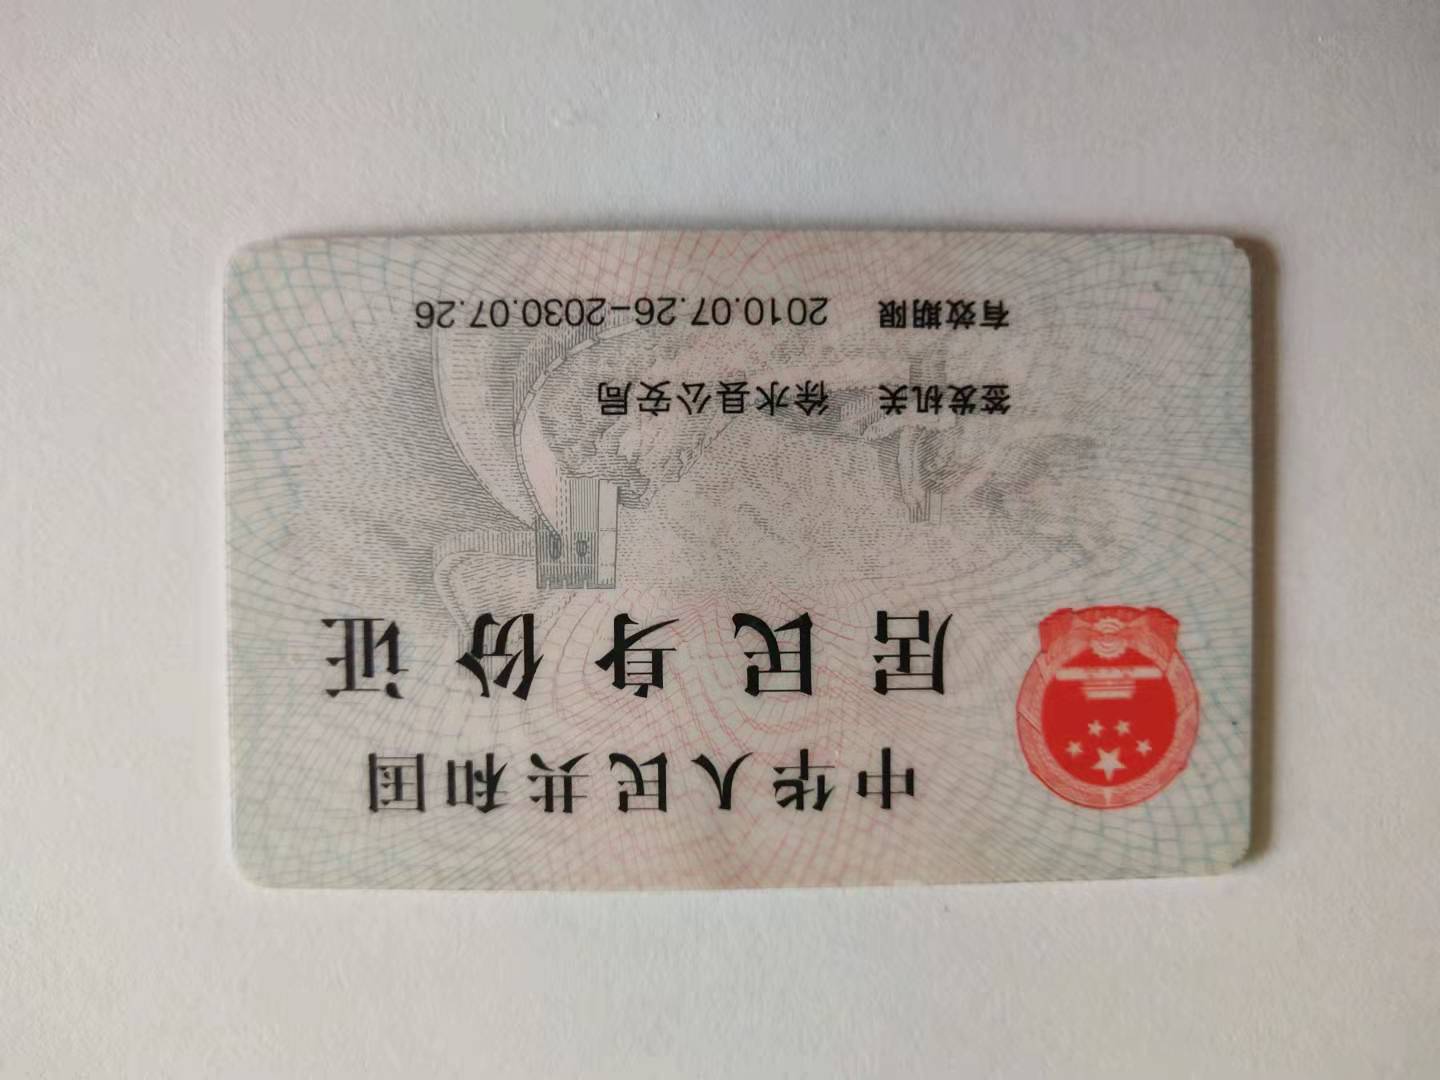 中华人民共和国
居民身份证
签发机关 徐水县公安局
有效期限 2010.07.26-2030.07.26